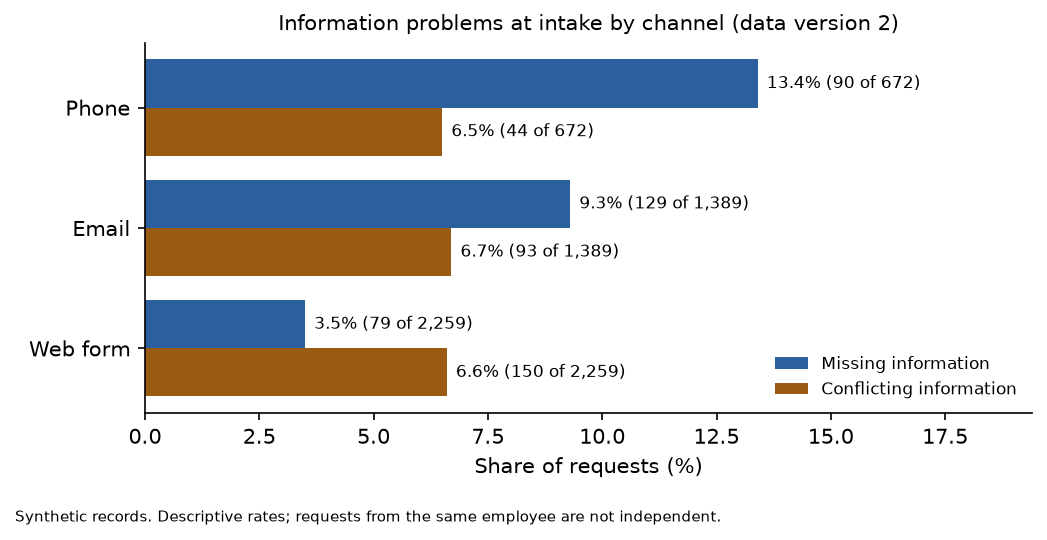 Information problems at intake by channel (data version 2)
Phone
13.4% (90 of 672)
6.5% (44 of 672)
Email
9.3% (129 of 1,389)
6.7% (93 of 1,389)
Web form
3.5% (79 of 2,259)
6.6% (150 of 2,259)
Missing information
Conflicting information
0.0 2.5 5.0 7.5 10.0 12.5 15.0 17.5
Share of requests (%)
Synthetic records. Descriptive rates; requests from the same employee are not independent.